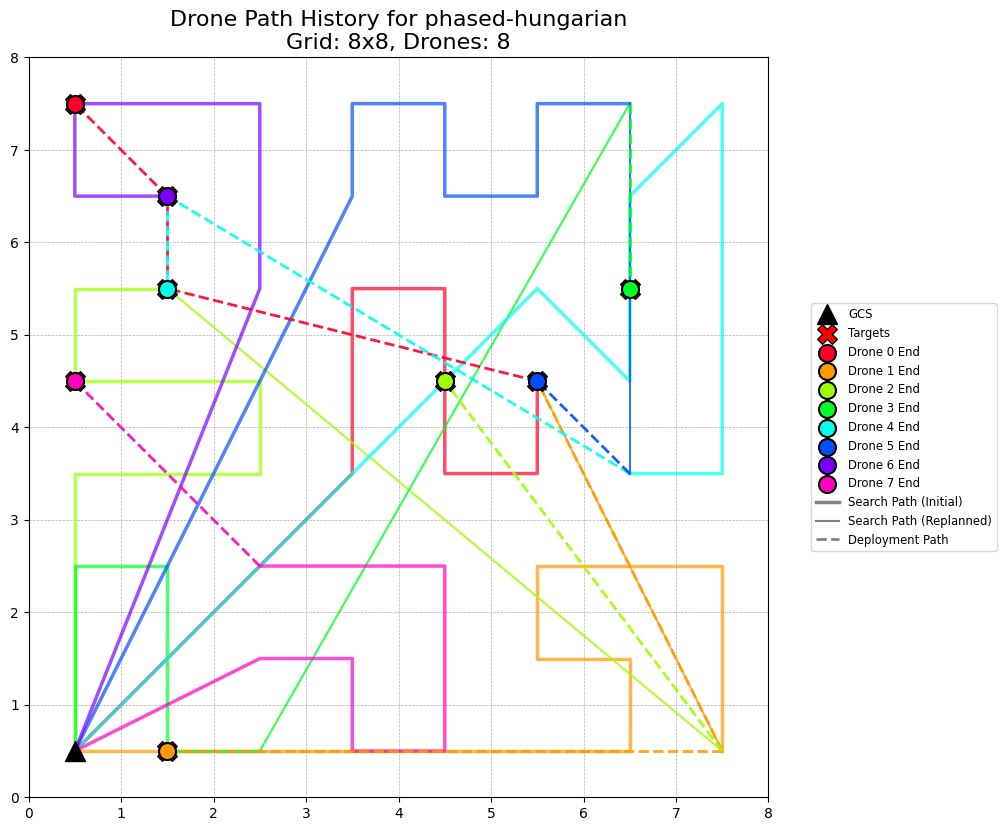 Drone Path History for phased-hungarian
Grid: 8x8, Drones: 8
8
7
6
5
4
3
2
1
0
0 1 2 3 4 5 6 7 8
GCS
Targets
Drone 0 End
Drone 1 End
Drone 2 End
Drone 3 End
Drone 4 End
Drone 5 End
Drone 6 End
Drone 7 End
Search Path (Initial)
Search Path (Replanned)
Deployment Path